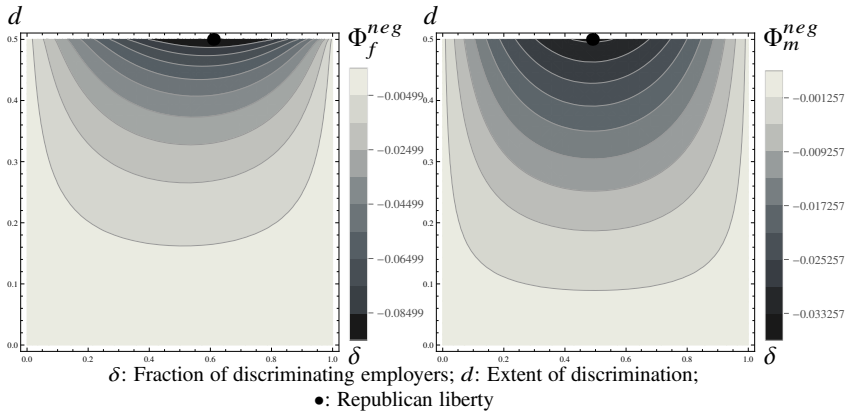 d
0.5
0.4
0.3
0.2
0.1
0.0
0.0 0.2 0.4 0.6 0.8 1.0
δ
Φ_f^{neg}
−0.00499
−0.02499
−0.04499
−0.06499
−0.08499
d
0.5
0.4
0.3
0.2
0.1
0.0
0.0 0.2 0.4 0.6 0.8 1.0
δ
Φ_m^{neg}
−0.001257
−0.009257
−0.017257
−0.025257
−0.033257
δ: Fraction of discriminating employers; d: Extent of discrimination;
●: Republican liberty